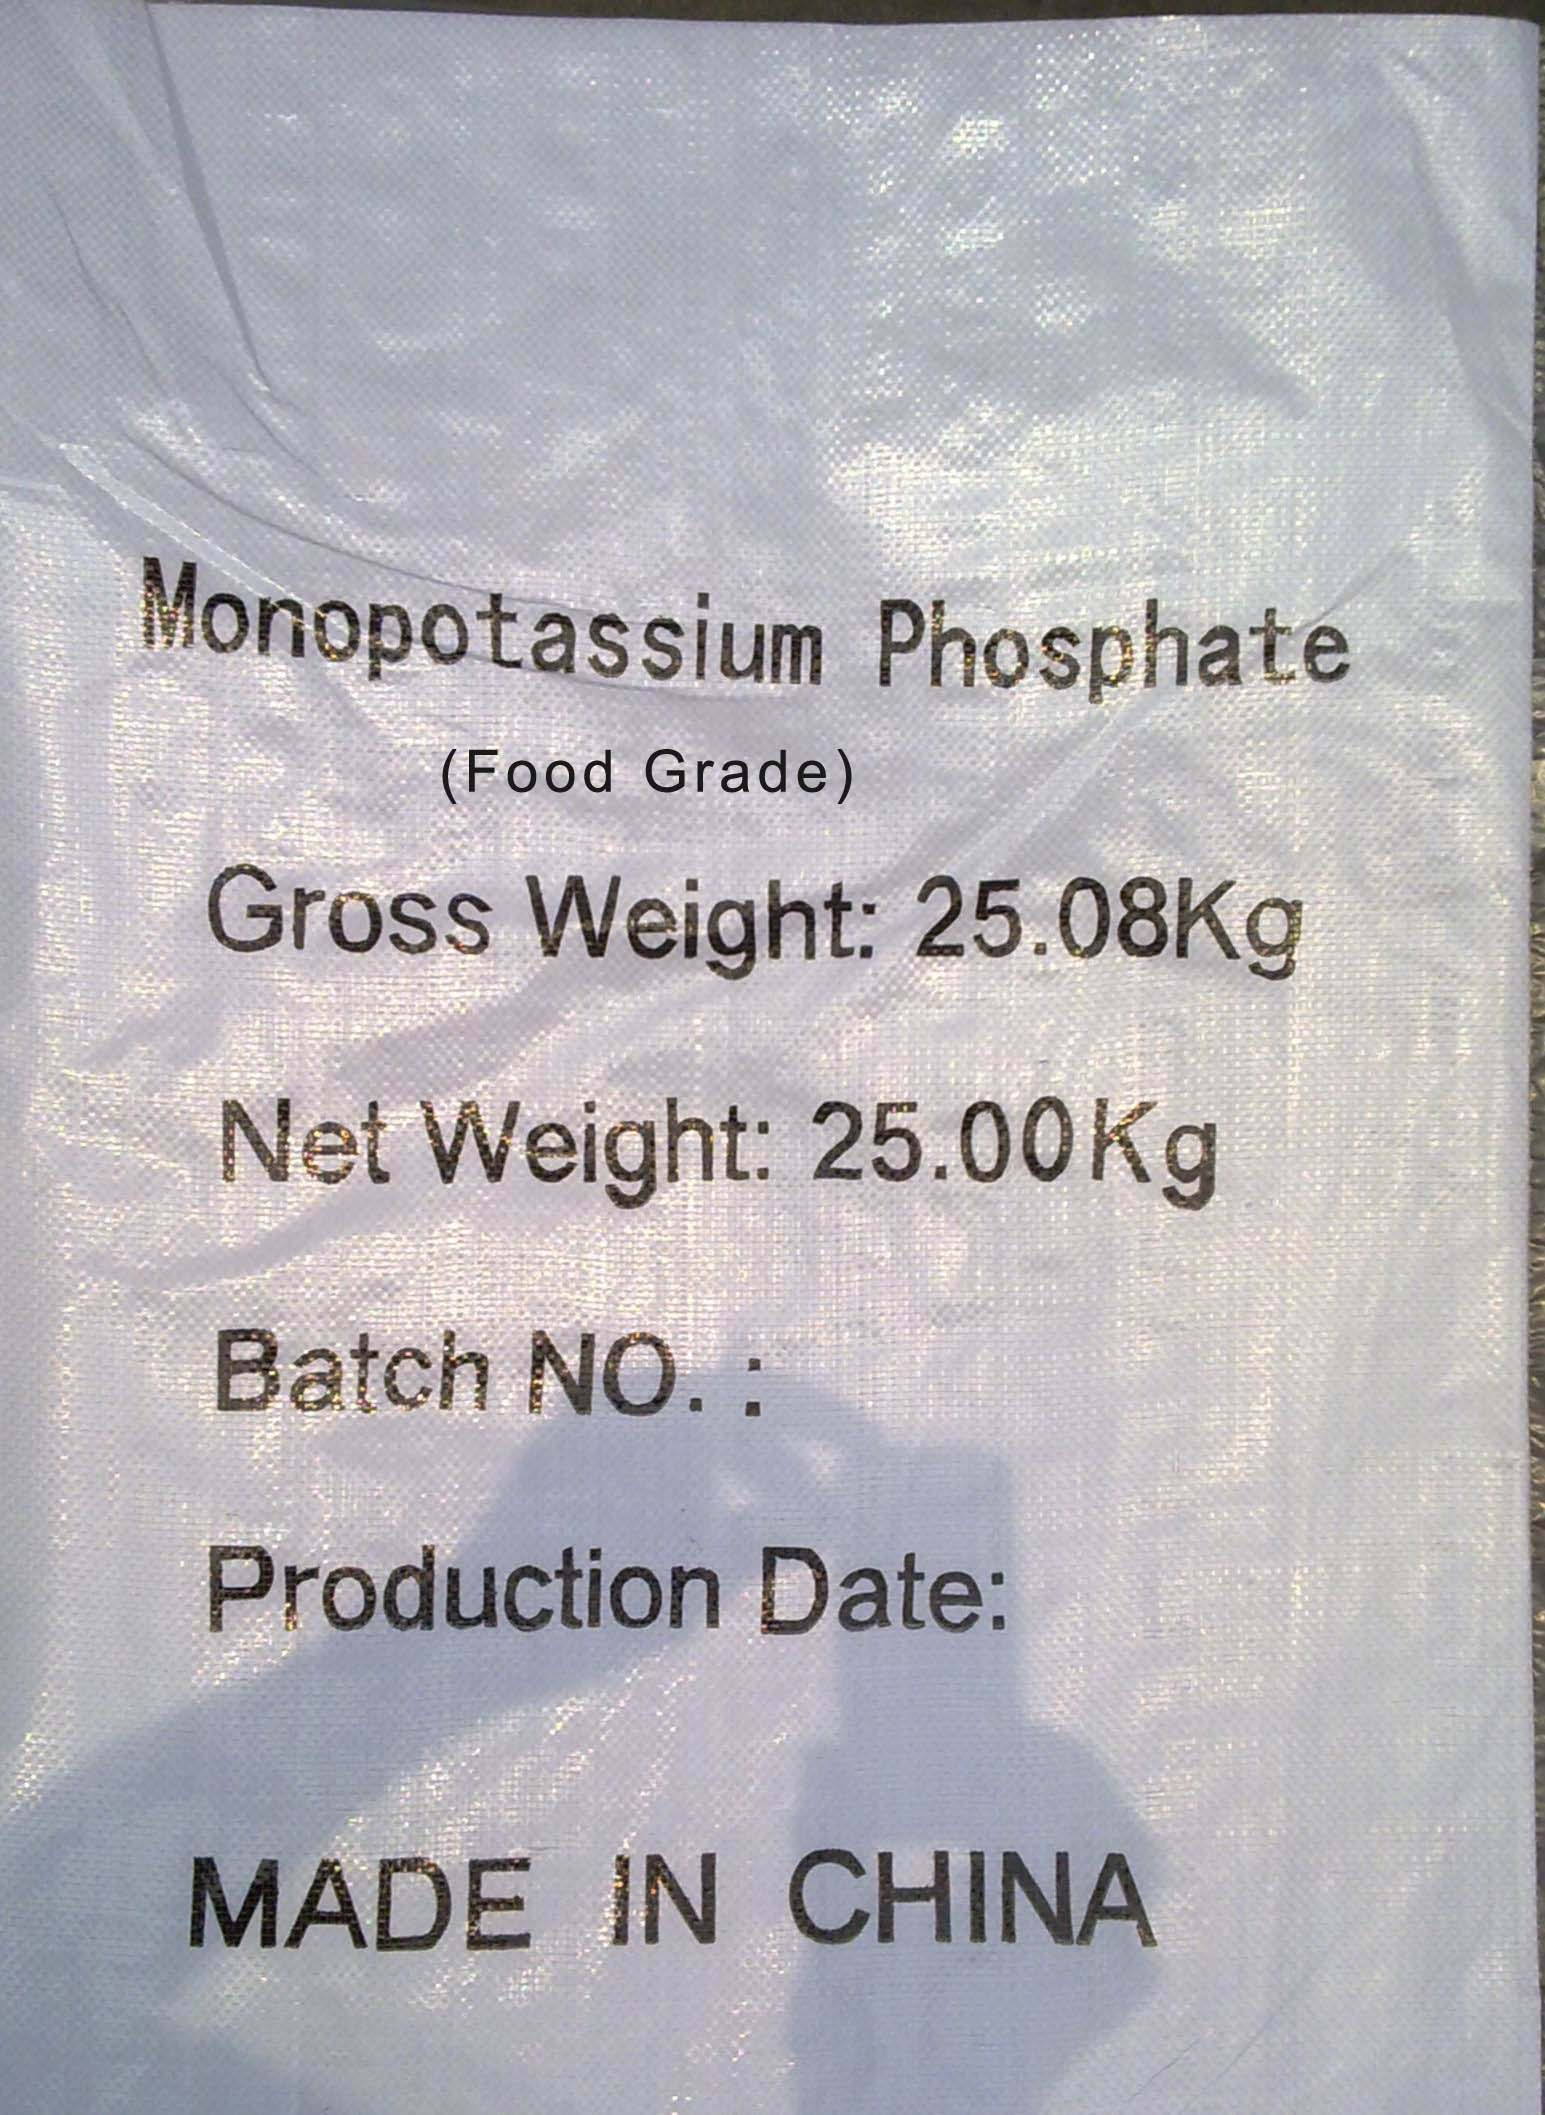 Monopotassium Phosphate
(Food Grade)
Gross Weight: 25.08Kg
Net Weight: 25.00Kg
Batch NO. :
Production Date:
MADE IN CHINA